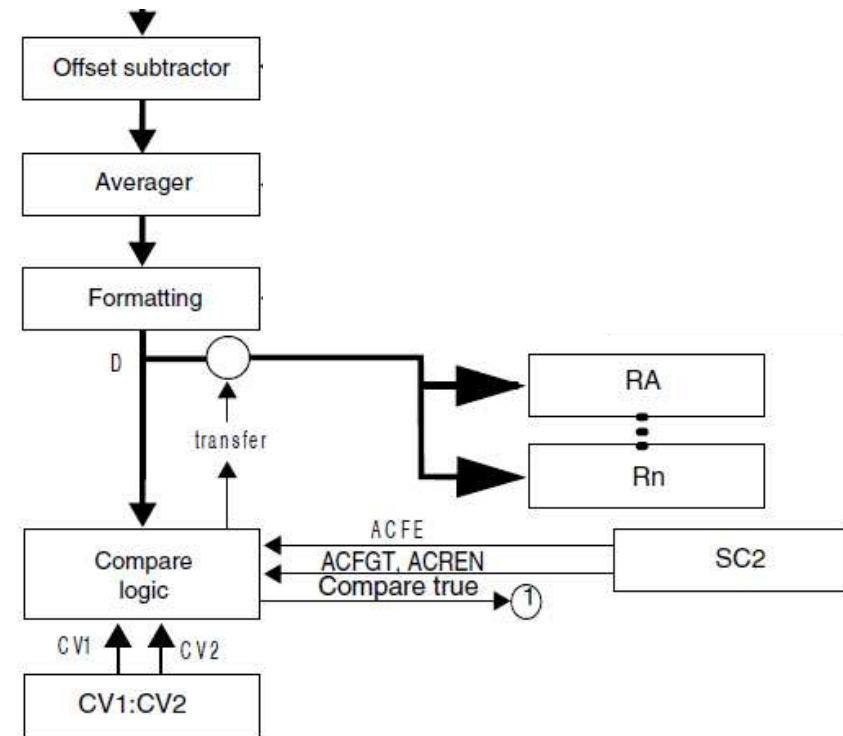 Offset subtractor
Averager
Formatting
D
RA
transfer
Rn
ACFE
Compare
logic
ACFGT, ACREN
SC2
Compare true
1
CV1
CV2
CV1:CV2